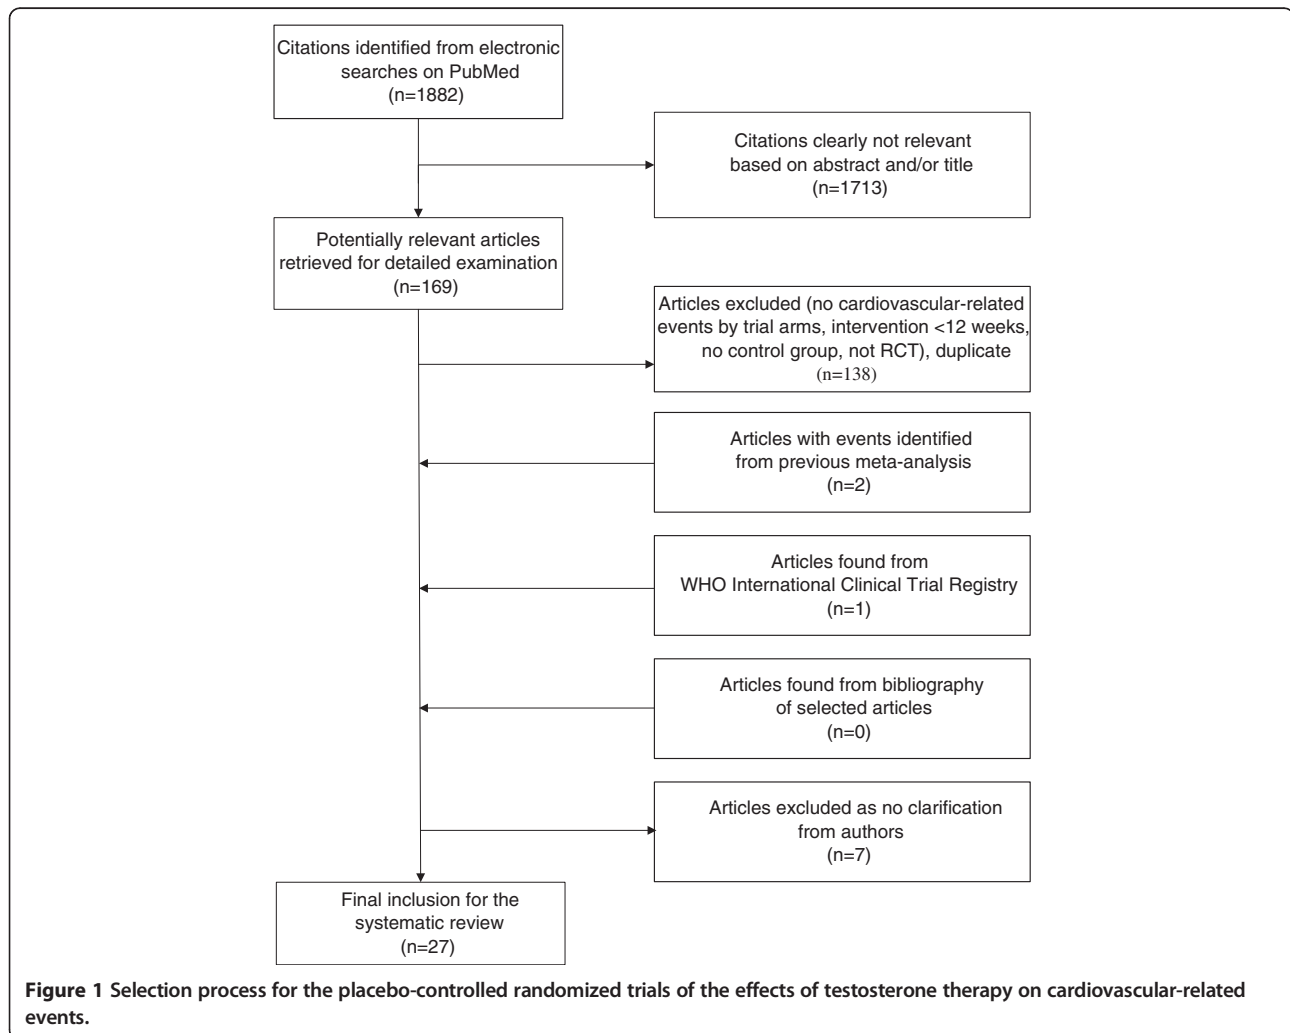 Citations identified from electronic
searches on PubMed
(n=1882)
Citations clearly not relevant
based on abstract and/or title
(n=1713)
Potentially relevant articles
retrieved for detailed examination
(n=169)
Articles excluded (no cardiovascular-related
events by trial arms, intervention <12 weeks,
no control group, not RCT), duplicate
(n=138)
Articles with events identified
from previous meta-analysis
(n=2)
Articles found from
WHO International Clinical Trial Registry
(n=1)
Articles found from bibliography
of selected articles
(n=0)
Articles excluded as no clarification
from authors
(n=7)
Final inclusion for the
systematic review
(n=27)
Figure 1 Selection process for the placebo-controlled randomized trials of the effects of testosterone therapy on cardiovascular-related
events.